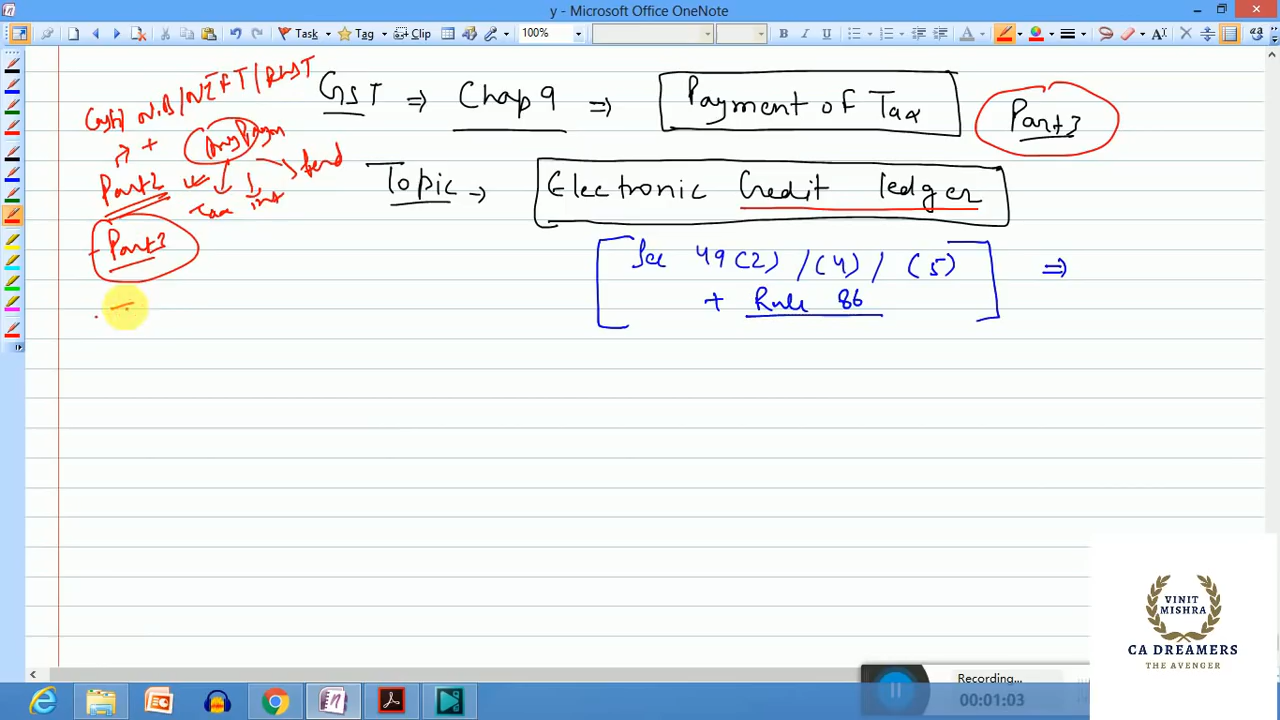 y - Microsoft Office OneNote
Task Tag Clip 100%
GST ⇒ Chap 9 ⇒ Payment of Tax Part 3
N.B/NEFT/RTGS
+
Part 2
Tax int
Part 3
Topic → Electronic Credit ledger
Sec 49(2) /(4) / (5) ⇒
+ Rule 86
VINIT
MISHRA
CA DREAMERS
THE AVENGER
Recording...
00:01:03